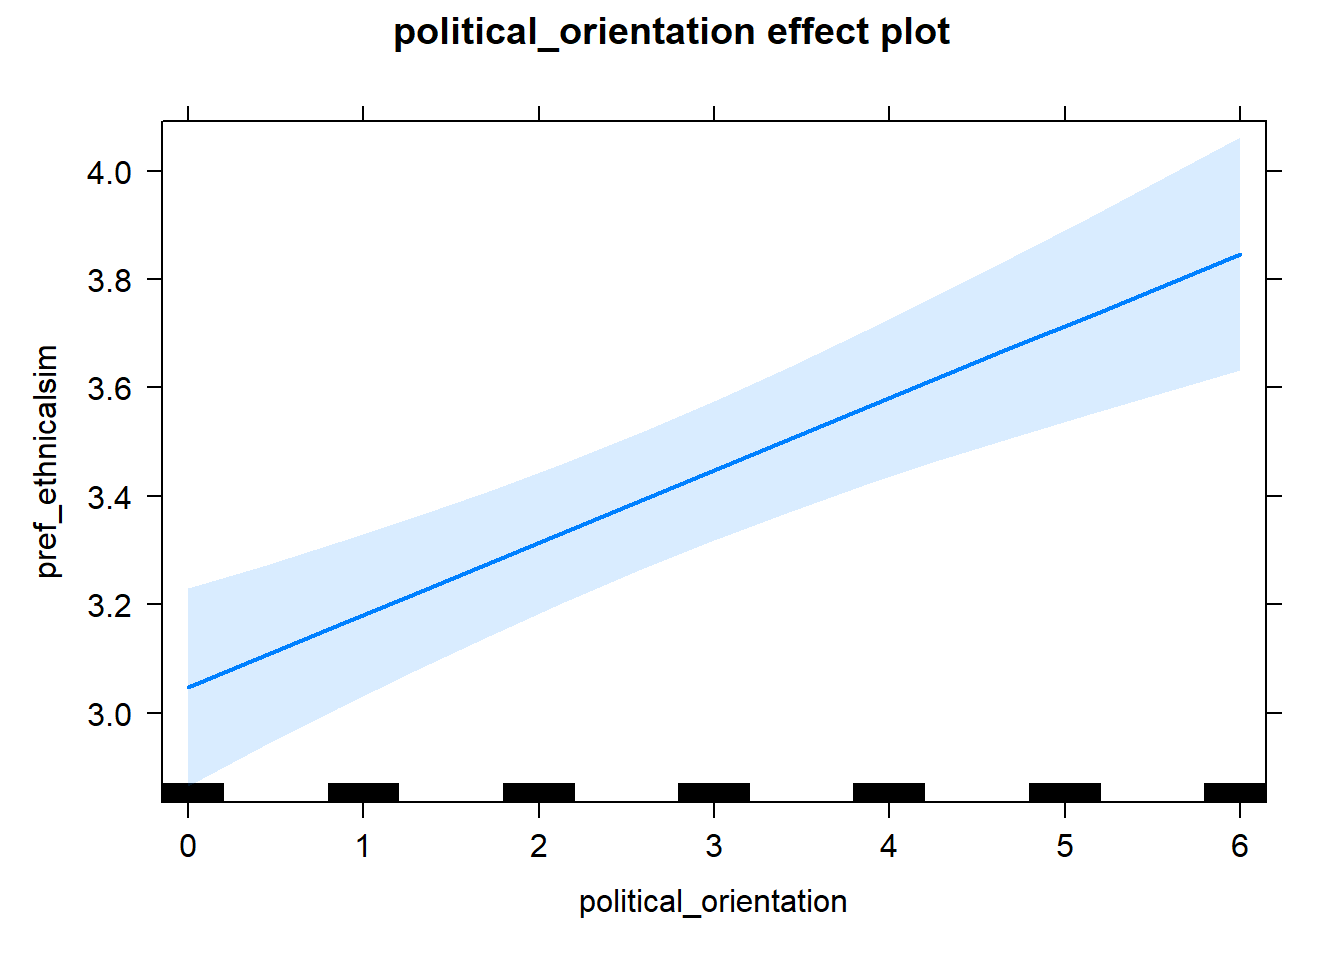 political_orientation effect plot
4.0
3.8
3.6
3.4
3.2
3.0
pref_ethnicalsim
0 1 2 3 4 5 6
political_orientation